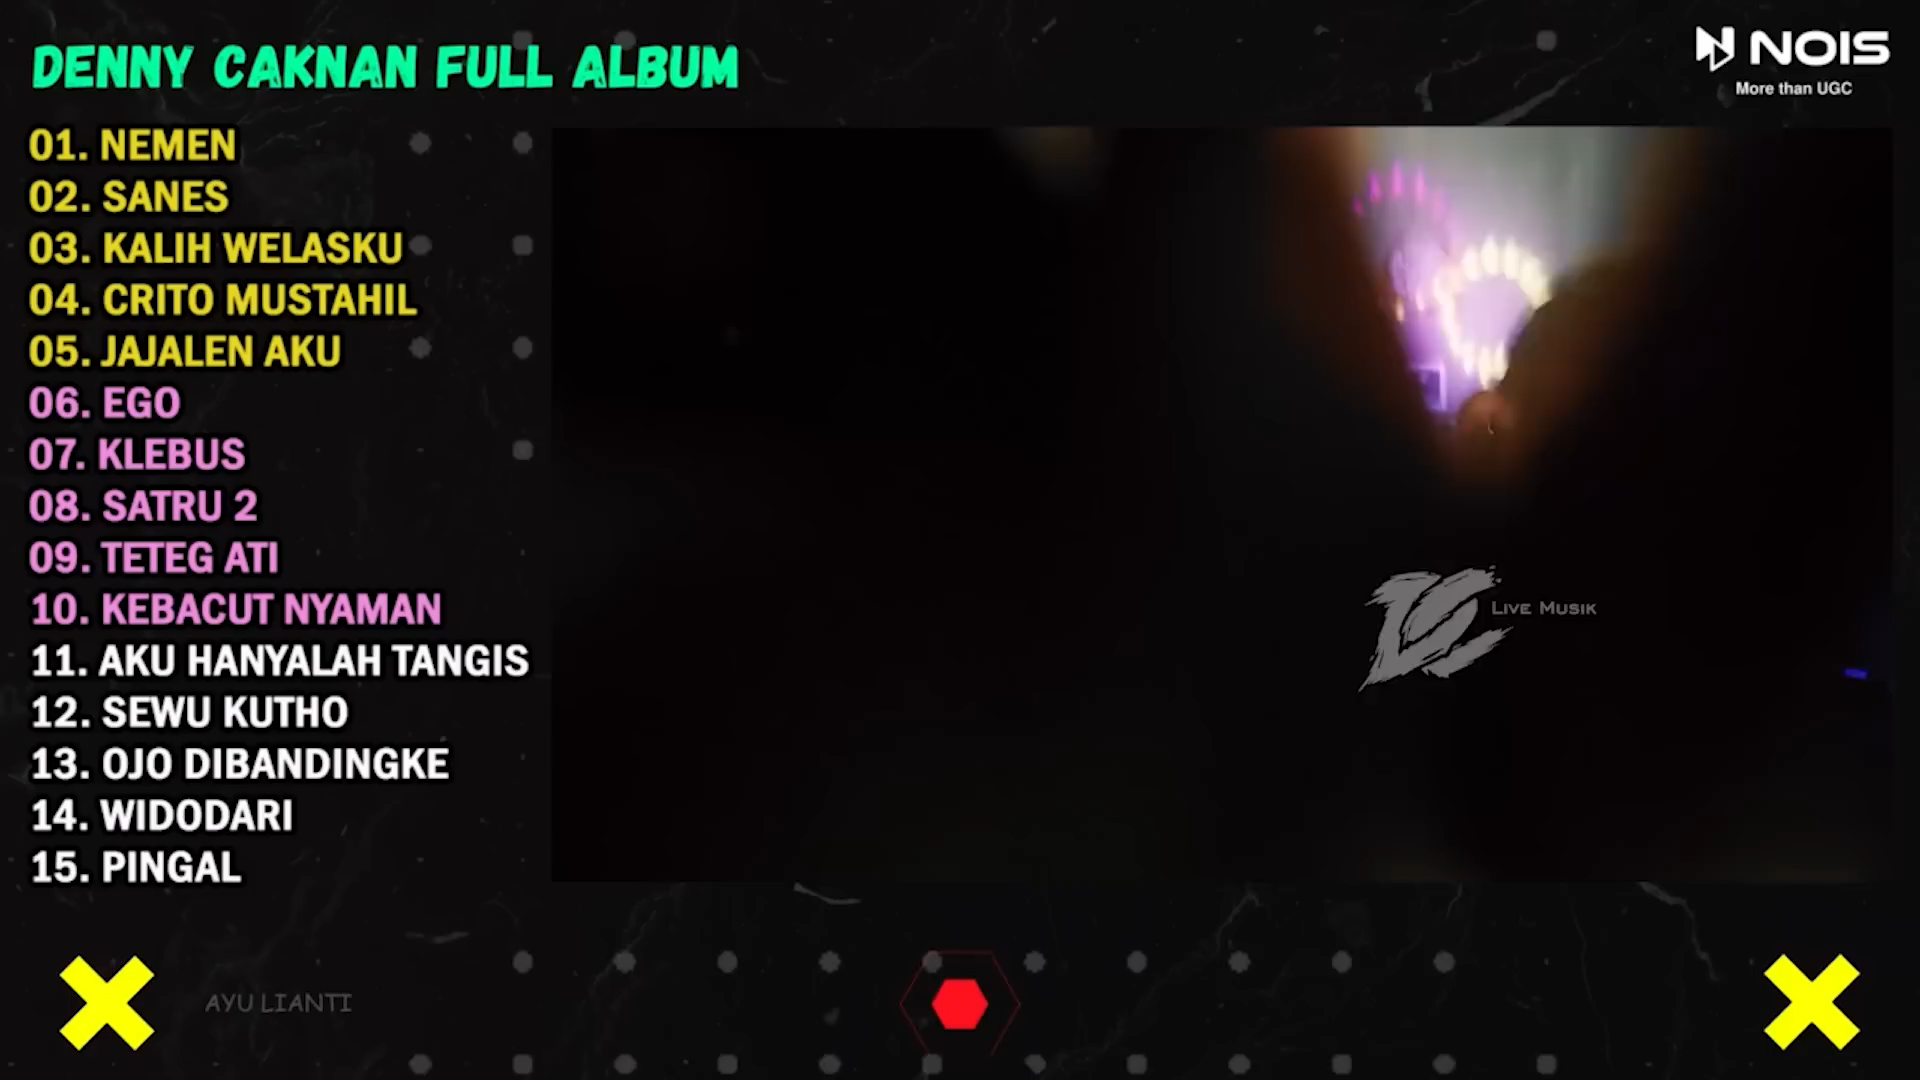 DENNY CAKNAN FULL ALBUM
NOIS
More than UGC
01. NEMEN
02. SANES
03. KALIH WELASKU
04. CRITO MUSTAHIL
05. JAJALEN AKU
06. EGO
07. KLEBUS
08. SATRU 2
09. TETEG ATI
10. KEBACUT NYAMAN
11. AKU HANYALAH TANGIS
12. SEWU KUTHO
13. OJO DIBANDINGKE
14. WIDODARI
15. PINGAL
LIVE MUSIK
AYU LIANTI